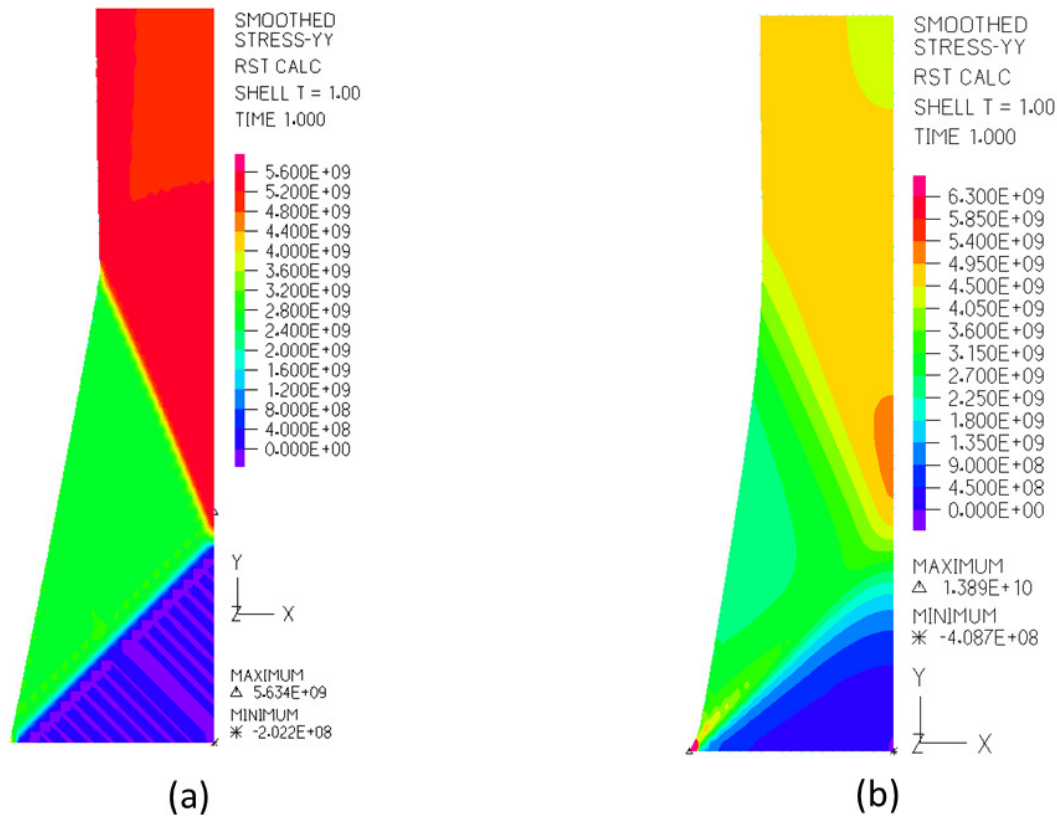 SMOOTHED
STRESS-YY
RST CALC
SHELL T = 1.00
TIME 1.000
5.600E+09
5.200E+09
4.800E+09
4.400E+09
4.000E+09
3.600E+09
3.200E+09
2.800E+09
2.400E+09
2.000E+09
1.600E+09
1.200E+09
8.000E+08
4.000E+08
0.000E+00
Y
Z X
MAXIMUM
△ 5.634E+09
MINIMUM
* -2.022E+08
(a)
SMOOTHED
STRESS-YY
RST CALC
SHELL T = 1.00
TIME 1.000
6.300E+09
5.850E+09
5.400E+09
4.950E+09
4.500E+09
4.050E+09
3.600E+09
3.150E+09
2.700E+09
2.250E+09
1.800E+09
1.350E+09
9.000E+08
4.500E+08
0.000E+00
MAXIMUM
△ 1.389E+10
MINIMUM
* -4.087E+08
Y
Z X
(b)